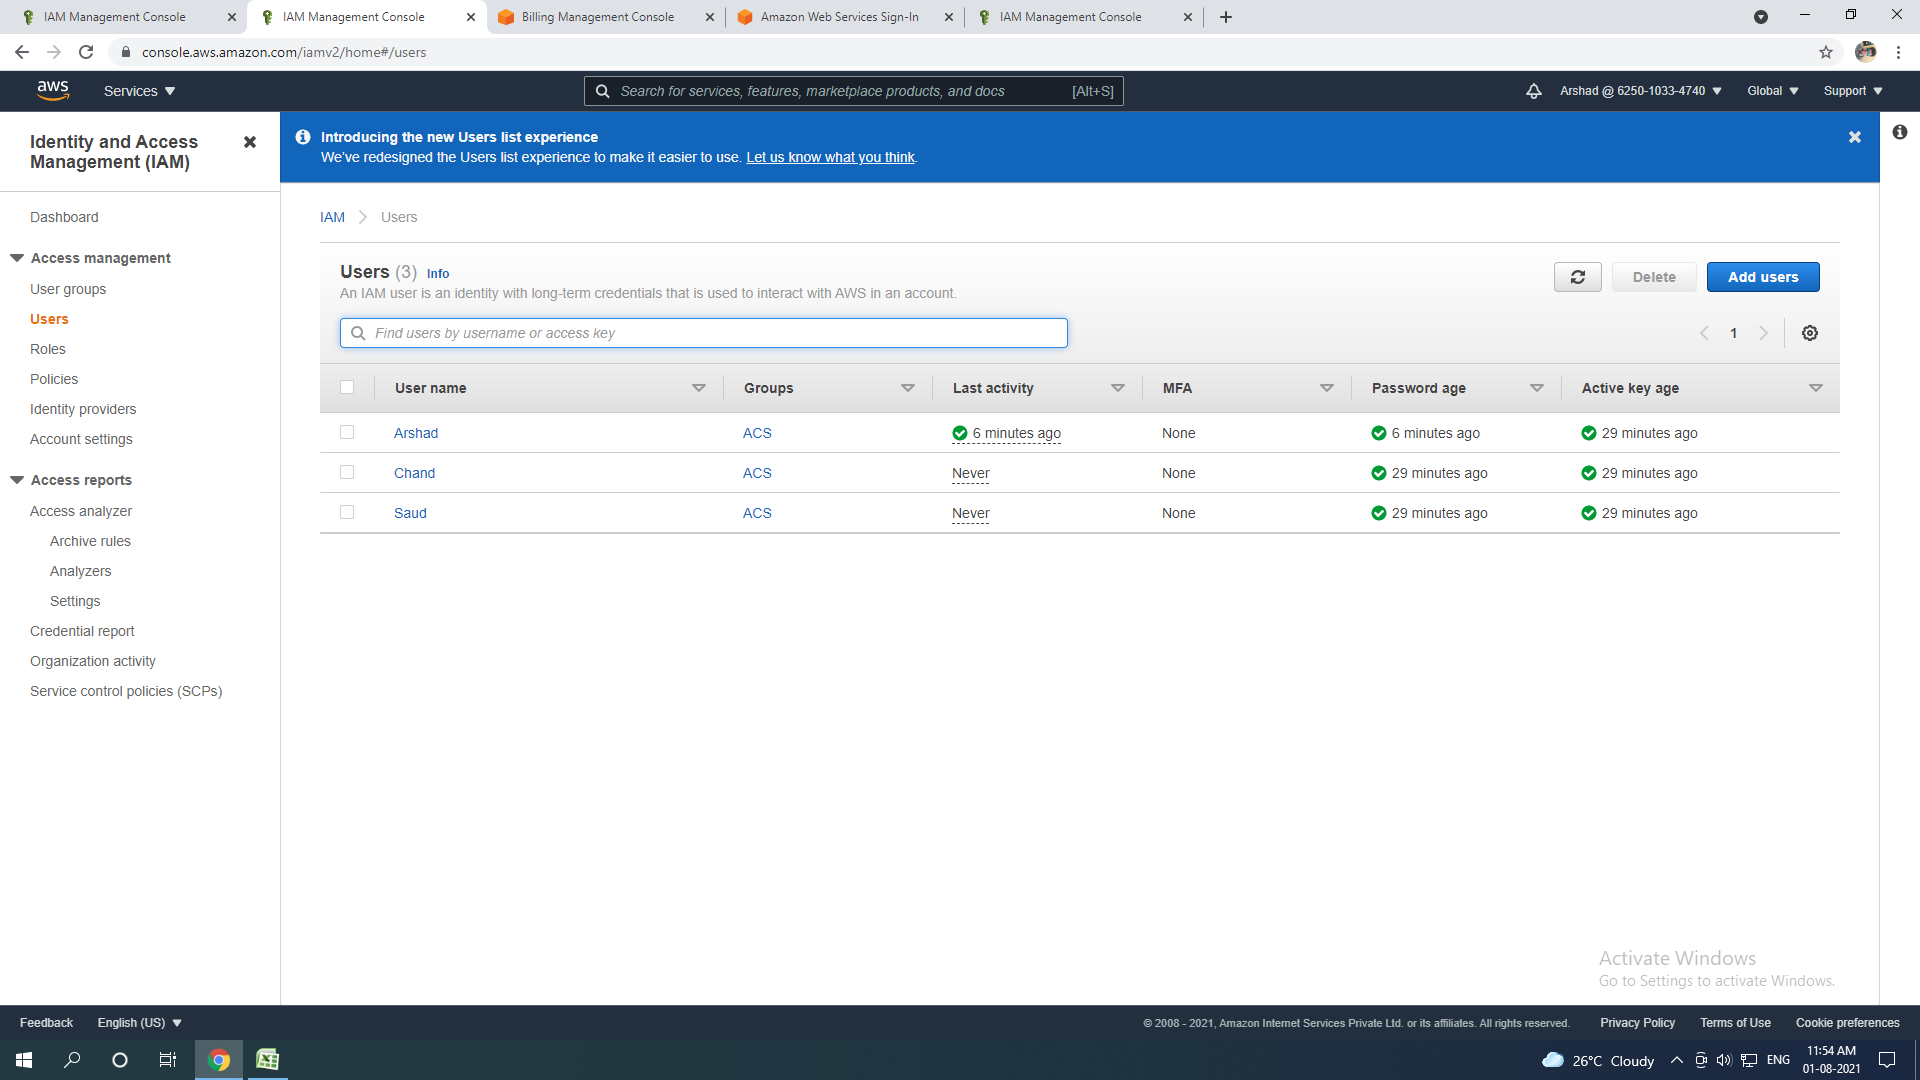 IAM Management Console
IAM Management Console
Billing Management Console
Amazon Web Services Sign-In
IAM Management Console
console.aws.amazon.com/iamv2/home#/users
aws
Services
Search for services, features, marketplace products, and docs
[Alt+S]
Arshad @ 6250-1033-4740
Global
Support
Identity and Access
Management (IAM)
Dashboard
Access management
User groups
Users
Roles
Policies
Identity providers
Account settings
Access reports
Access analyzer
Archive rules
Analyzers
Settings
Credential report
Organization activity
Service control policies (SCPs)
Introducing the new Users list experience
We've redesigned the Users list experience to make it easier to use. Let us know what you think.
IAM
Users
Users (3) Info
An IAM user is an identity with long-term credentials that is used to interact with AWS in an account.
Delete
Add users
Find users by username or access key
1
User name Groups Last activity MFA Password age Active key age
Arshad ACS 6 minutes ago None 6 minutes ago 29 minutes ago
Chand ACS Never None 29 minutes ago 29 minutes ago
Saud ACS Never None 29 minutes ago 29 minutes ago
Activate Windows
Go to Settings to activate Windows.
Feedback
English (US)
© 2008 - 2021, Amazon Internet Services Private Ltd. or its affiliates. All rights reserved.
Privacy Policy
Terms of Use
Cookie preferences
26°C Cloudy
ENG
11:54 AM
01-08-2021